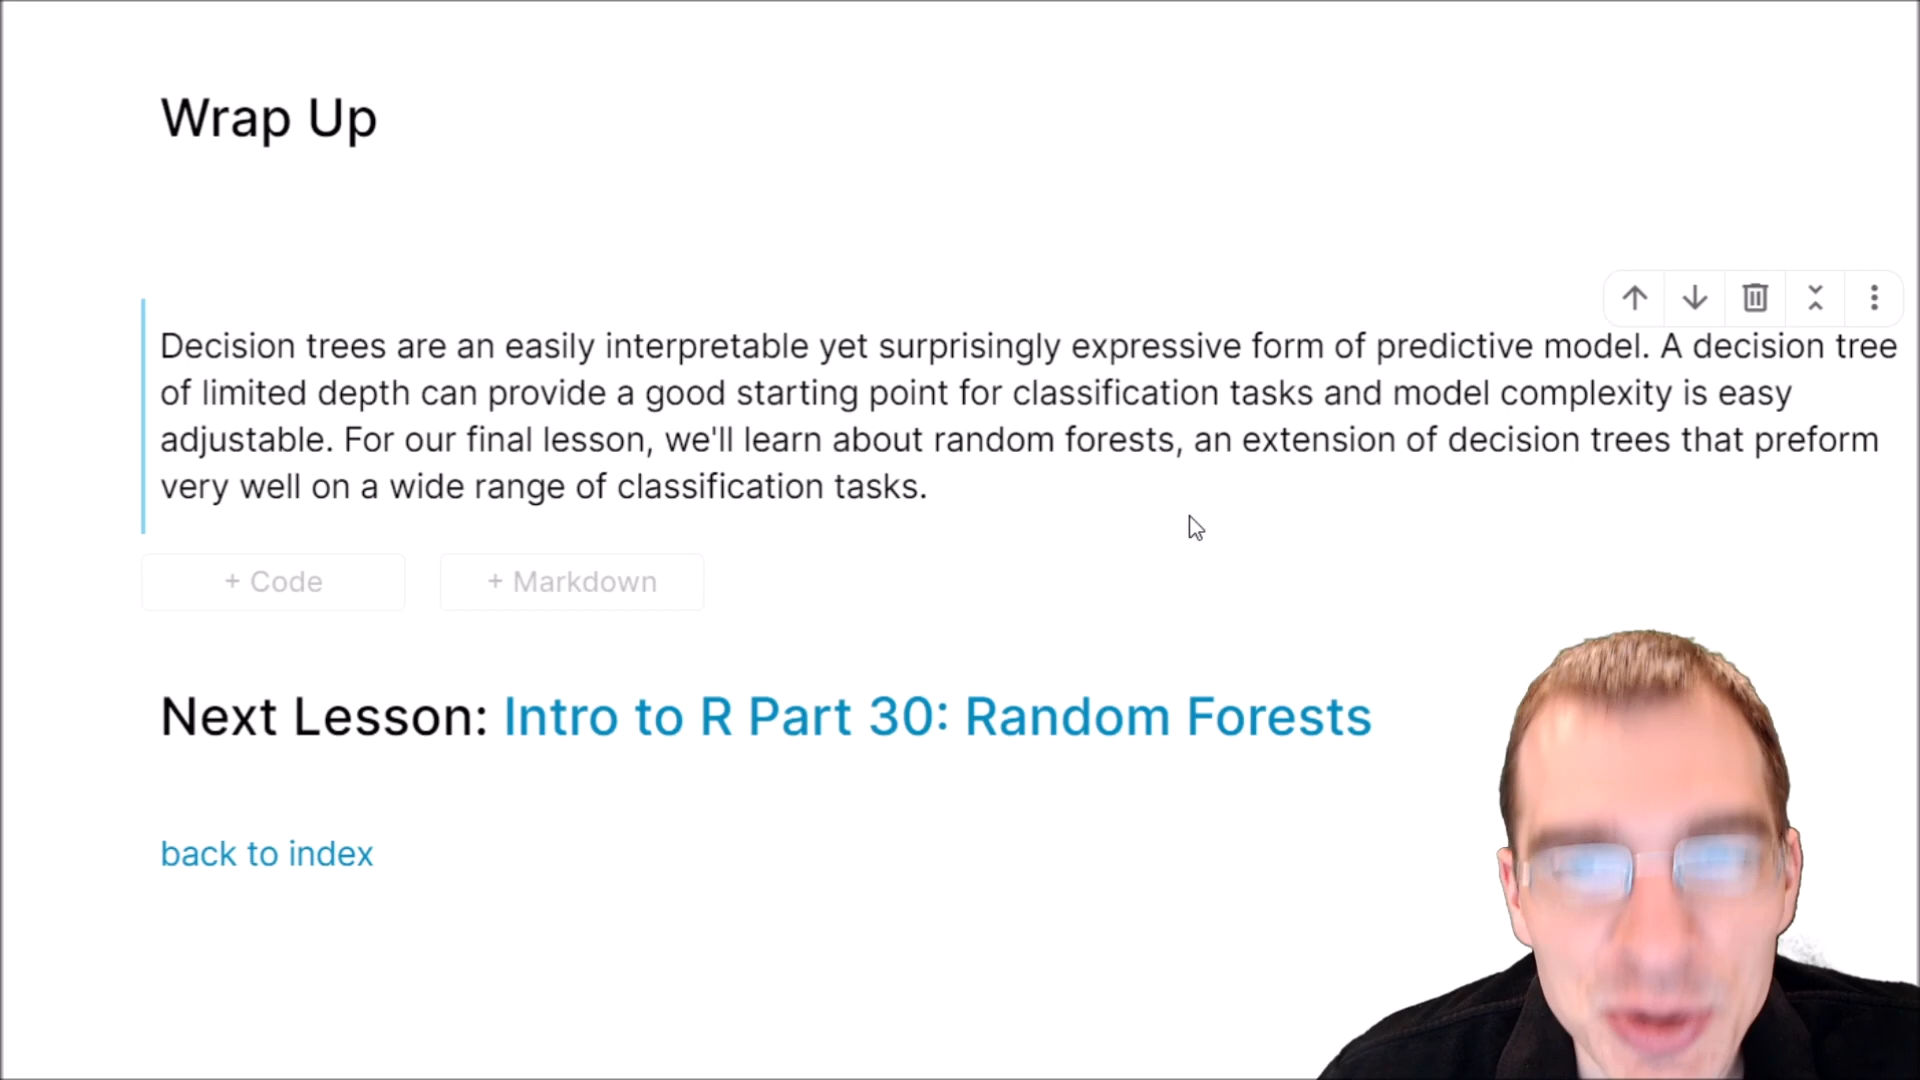 Wrap Up
Decision trees are an easily interpretable yet surprisingly expressive form of predictive model. A decision tree
of limited depth can provide a good starting point for classification tasks and model complexity is easy
adjustable. For our final lesson, we'll learn about random forests, an extension of decision trees that preform
very well on a wide range of classification tasks.
+ Code
+ Markdown
Next Lesson: Intro to R Part 30: Random Forests
back to index